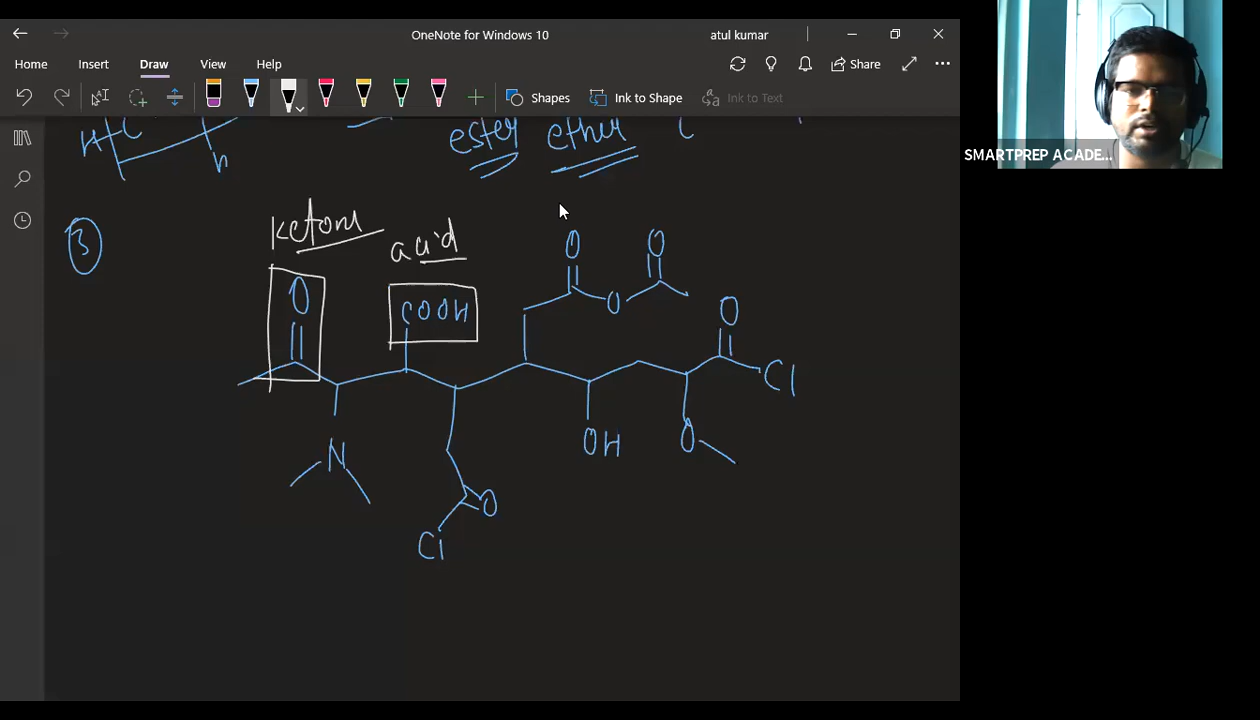 OneNote for Windows 10
atul kumar
Home Insert Draw View Help
Share
Shapes Ink to Shape Ink to Text
SMARTPREP ACADE...
H C
h
ester ether
3
ketone
acid
O COOH O O
O O
N OH O Cl
O
Cl